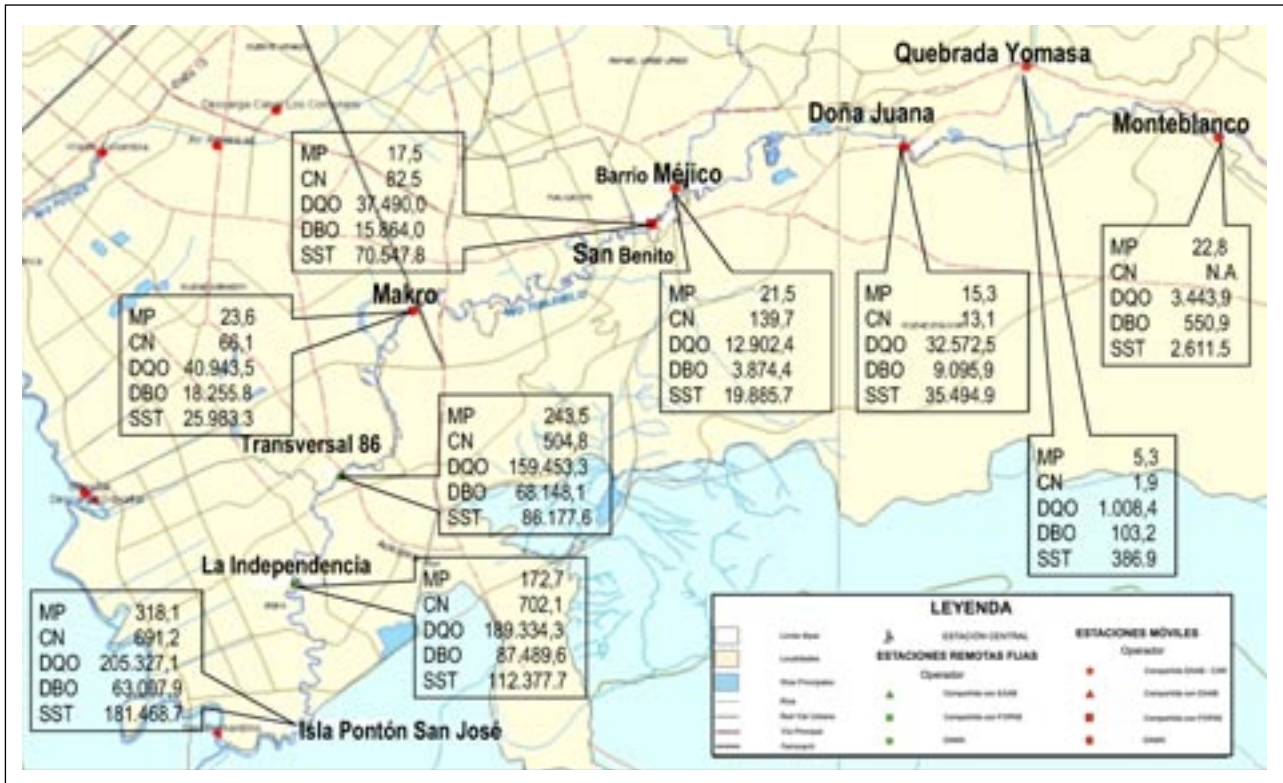 Quebrada Yomasa
Doña Juana
Monteblanco
Barrio Méjico
San Benito
Makro
Transversal 86
La Independencia
Isla Pontón San José
MP 17,5
CN 62,5
DQO 37.490,0
DBO 15.864,0
SST 70.547,8
MP 23,6
CN 66,1
DQO 40.943,5
DBO 18.255,8
SST 25.983,3
MP 21,5
CN 139,7
DQO 12.902,4
DBO 3.874,4
SST 19.885,7
MP 15,3
CN 13,1
DQO 32.572,5
DBO 9.095,9
SST 35.494,9
MP 22,8
CN N.A
DQO 3.443,9
DBO 550,9
SST 2.611,5
MP 243,5
CN 504,8
DQO 159.453,3
DBO 68.148,1
SST 86.177,6
MP 5,3
CN 1,9
DQO 1.008,4
DBO 103,2
SST 386,9
MP 172,7
CN 702,1
DQO 189.334,3
DBO 87.489,6
SST 112.377,7
MP 318,1
CN 691,2
DQO 205.327,1
DBO
SST 181.468,7
LEYENDA
ESTACIÓN CENTRAL
ESTACIONES REMOTAS FIJAS
Operador
ESTACIONES MÓVILES
Operador
Localidades
Ríos Principales